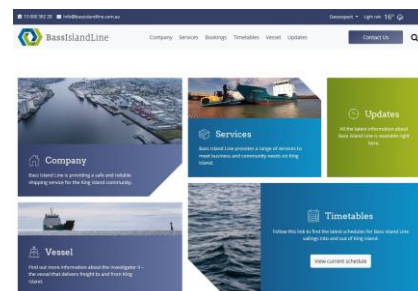 13 000 382 20 info@bassislandline.com.au
Devonport Light rain 16°
BassIslandLine
Company Services Bookings Timetables Vessel Updates
Contact Us
Company
Bass Island Line is providing a safe and reliable
shipping service for the King Island community.
Services
Bass Island Line provides a range of services to
meet business and community needs on King
Island.
Updates
All the latest information about
Bass Island Line is available right
here.
Vessel
Find out more information about the Investigator II –
the vessel that delivers freight to and from King
Island.
Timetables
Follow this link to find the latest schedules for Bass Island Line
sailings into and out of King Island.
View current schedule